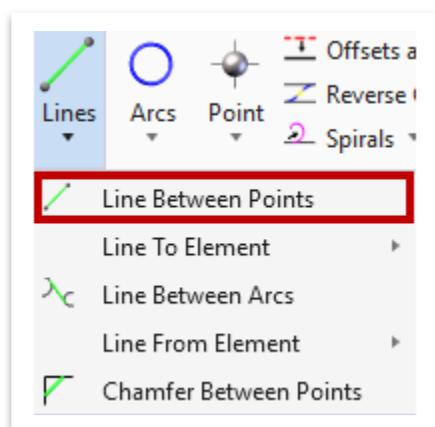 Offsets a
Lines
Arcs
Point
Reverse
Spirals
Line Between Points
Line To Element
Line Between Arcs
Line From Element
Chamfer Between Points